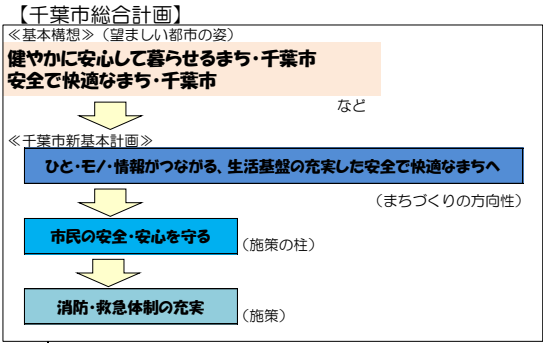 【千葉市総合計画】
≪基本構想≫（望ましい都市の姿）
健やかに安心して暮らせるまち・千葉市
安全で快適なまち・千葉市
など
≪千葉市新基本計画≫
ひと・モノ・情報がつながる、生活基盤の充実した安全で快適なまちへ
（まちづくりの方向性）
市民の安全・安心を守る
（施策の柱）
消防・救急体制の充実
（施策）